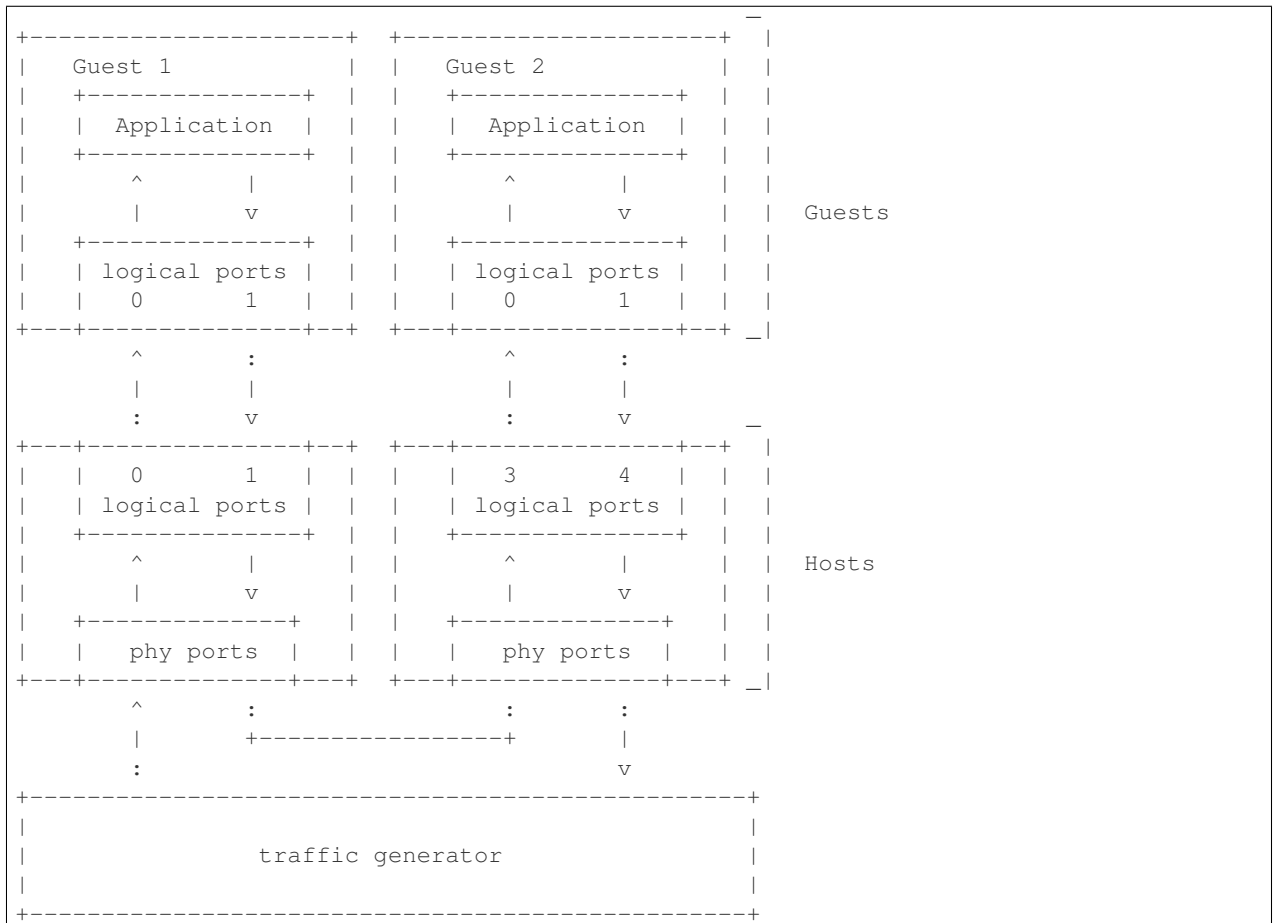 Guest 1 Guest 2
Application Application
Guests
logical ports logical ports
0 1 0 1
0 1 3 4
logical ports logical ports
Hosts
phy ports phy ports
traffic generator